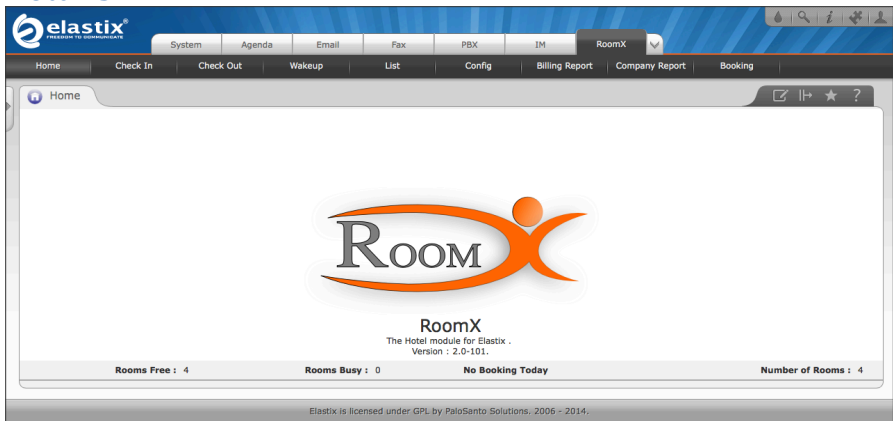 elastix®
FREEDOM TO COMMUNICATE
System Agenda Email Fax PBX IM RoomX
Home Check In Check Out Wakeup List Config Billing Report Company Report Booking
Home
ROOM X
RoomX
The Hotel module for Elastix .
Version : 2.0-101.
Rooms Free : 4 Rooms Busy : 0 No Booking Today Number of Rooms : 4
Elastix is licensed under GPL by PaloSanto Solutions. 2006 - 2014.